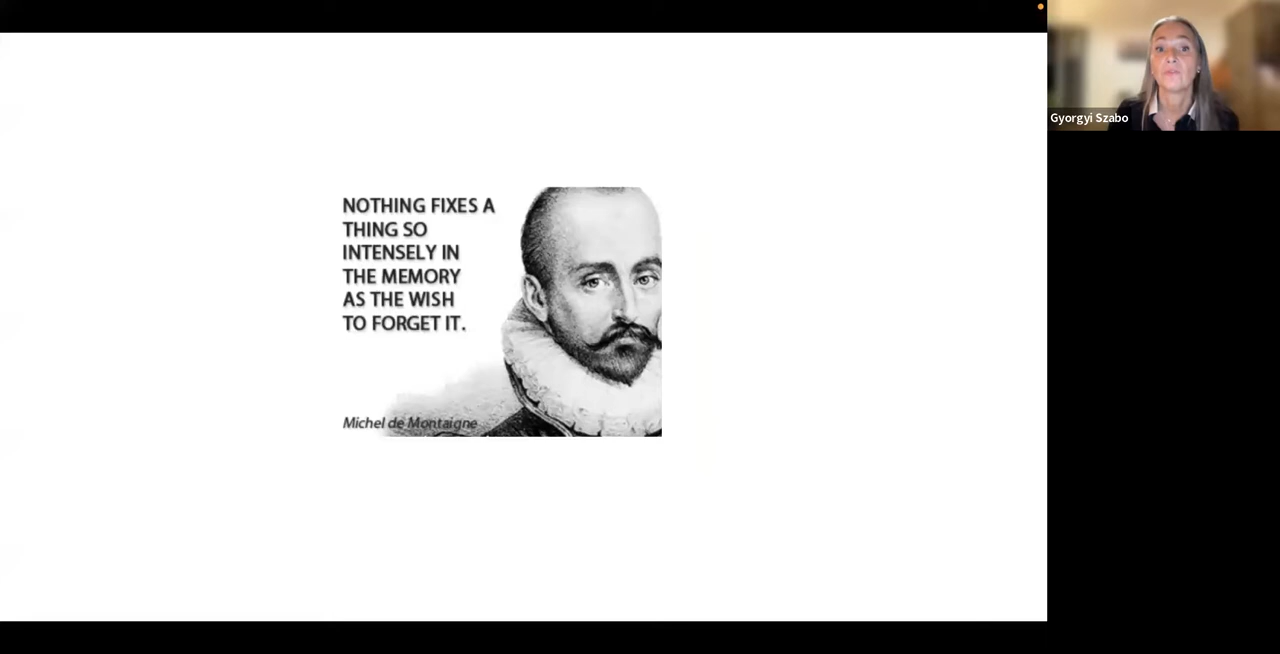 NOTHING FIXES A
THING SO
INTENSELY IN
THE MEMORY
AS THE WISH
TO FORGET IT.
Michel de Montaigne
Gyorgyi Szabo